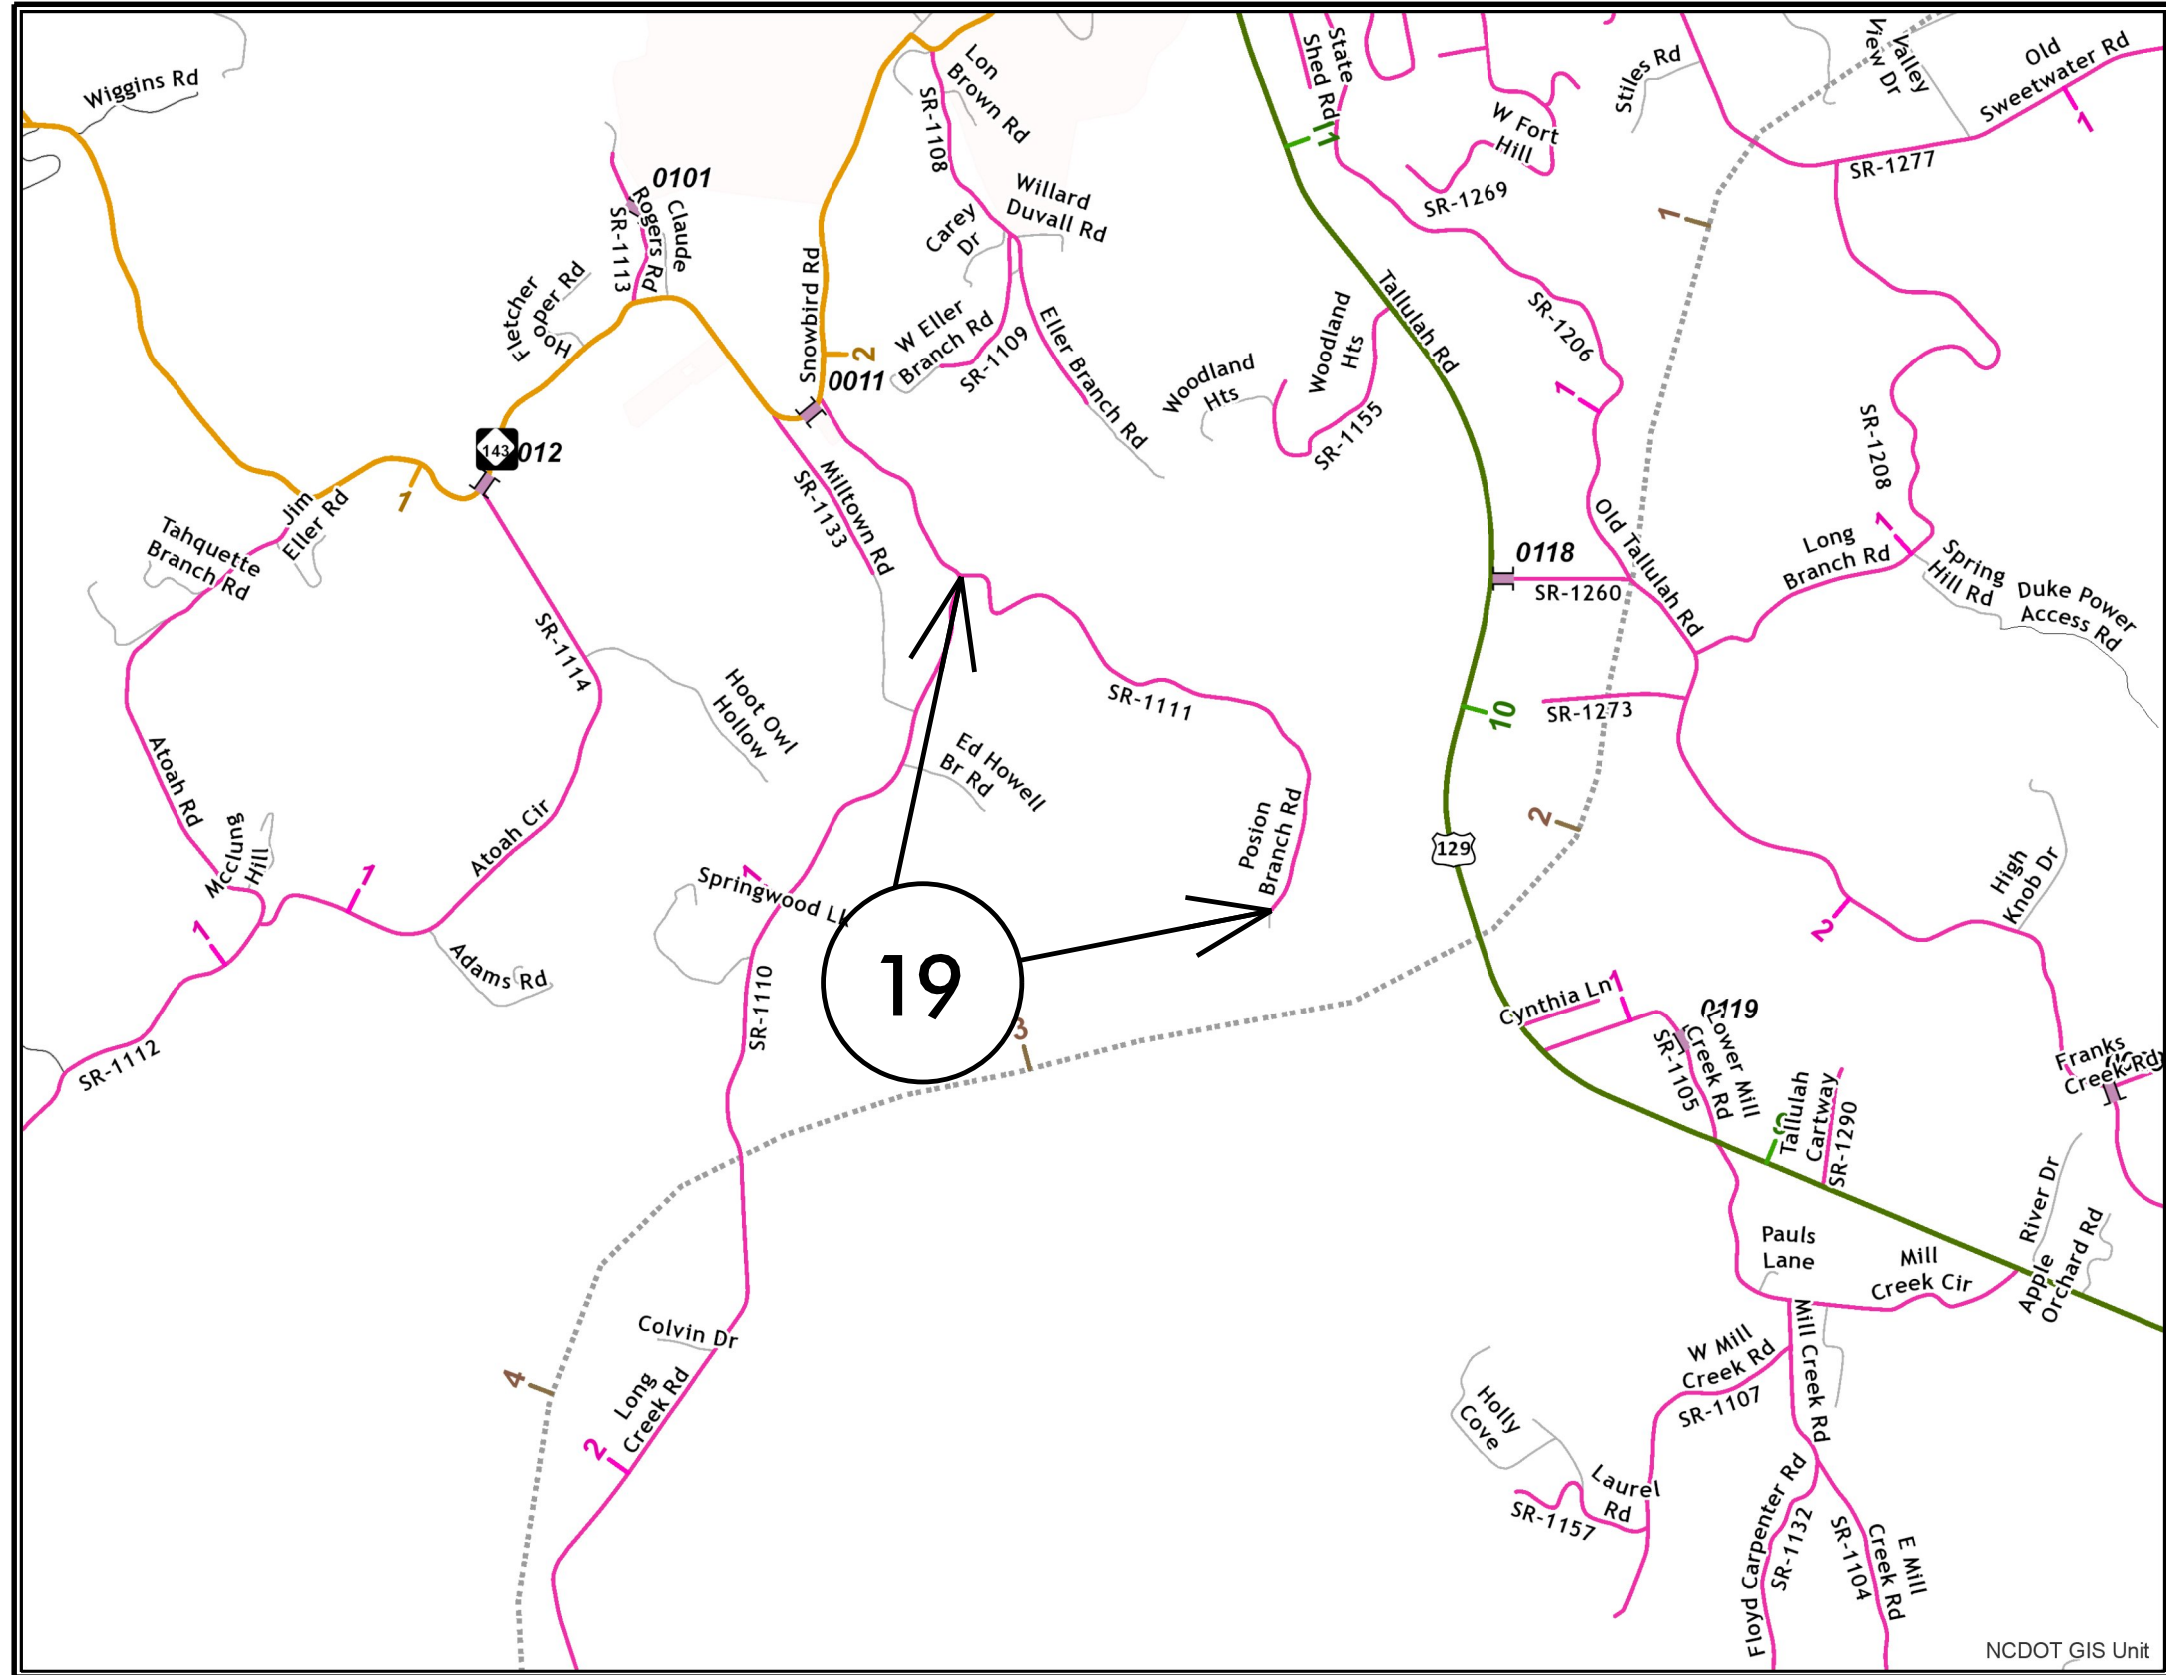 Wiggins Rd
Lon
Brown Rd
SR-1108
State
Shed Rd
11
W Fort
Hill
SR-1269
Stiles Rd
Valley
View Dr
Old
Sweetwater Rd
1
SR-1277
0101
Claude
Rogers Rd
SR-1113
Willard
Duvall Rd
Carey
Dr
1
Fletcher
Hooper Rd
Snowbird Rd
2
0011
W Eller
Branch Rd
SR-1109
Eller Branch Rd
Tallulah Rd
Woodland
Hts
Woodland
Hts
SR-1155
SR-1206
1
SR-1208
143
012
1
Jim
Eller Rd
Tahquette
Branch Rd
Milltown Rd
SR-1133
Old Tallulah Rd
0118
SR-1260
Long
Branch Rd
1
Spring
Hill Rd
Duke Power
Access Rd
SR-1114
Hoot Owl
Hollow
SR-1111
SR-1273
10
Atoah Rd
Ed Howell
Br Rd
Posion
Branch Rd
129
2
Mcclung
Hill
1
Atoah Cir
1
Springwood Ln
1
High
Knob Dr
2
Adams Rd
19
SR-1110
3
Cynthia Ln
1
0119
Lower Mill
Creek Rd
SR-1105
SR-1112
Franks
Creek Rd
Tallulah
Cartway
SR-1290
9
River Dr
Apple
Orchard Rd
Pauls
Lane
Mill
Creek Cir
Colvin Dr
4
Long
Creek Rd
2
W Mill
Creek Rd
SR-1107
Mill Creek Rd
Holly
Cove
Laurel
Rd
SR-1157
Floyd Carpenter Rd
SR-1132
SR-1104
E Mill
Creek Rd
NCDOT GIS Unit